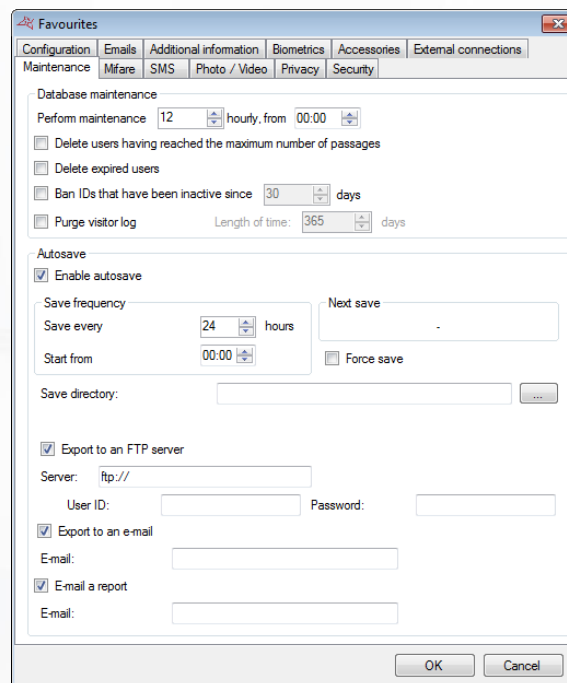 Favourites
Configuration Emails Additional information Biometrics Accessories External connections
Maintenance Mifare SMS Photo / Video Privacy Security
Database maintenance
Perform maintenance 12 hourly, from 00:00
Delete users having reached the maximum number of passages
Delete expired users
Ban IDs that have been inactive since 30 days
Purge visitor log Length of time: 365 days
Autosave
Enable autosave
Save frequency Next save
Save every 24 hours -
Start from 00:00 Force save
Save directory: ...
Export to an FTP server
Server: ftp://
User ID: Password:
Export to an e-mail
E-mail:
E-mail a report
E-mail:
OK Cancel